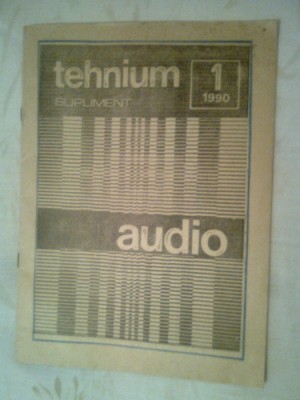 tehnium
SUPLIMENT
1
1990
audio